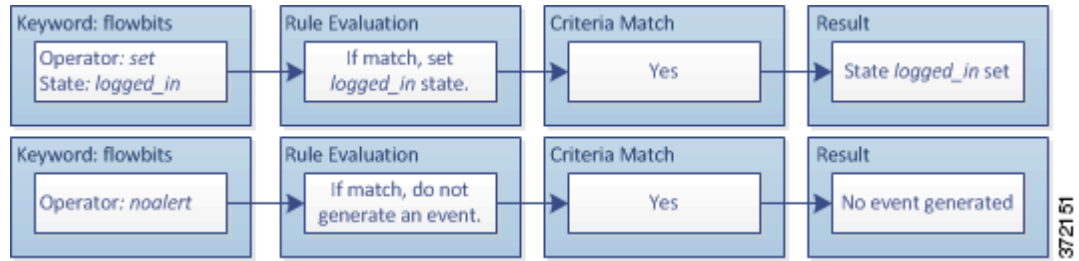 Keyword: flowbits
Operator: set
State: logged_in
Rule Evaluation
If match, set
logged_in state.
Criteria Match
Yes
Result
State logged_in set
Keyword: flowbits
Operator: noalert
Rule Evaluation
If match, do not
generate an event.
Criteria Match
Yes
Result
No event generated
372151